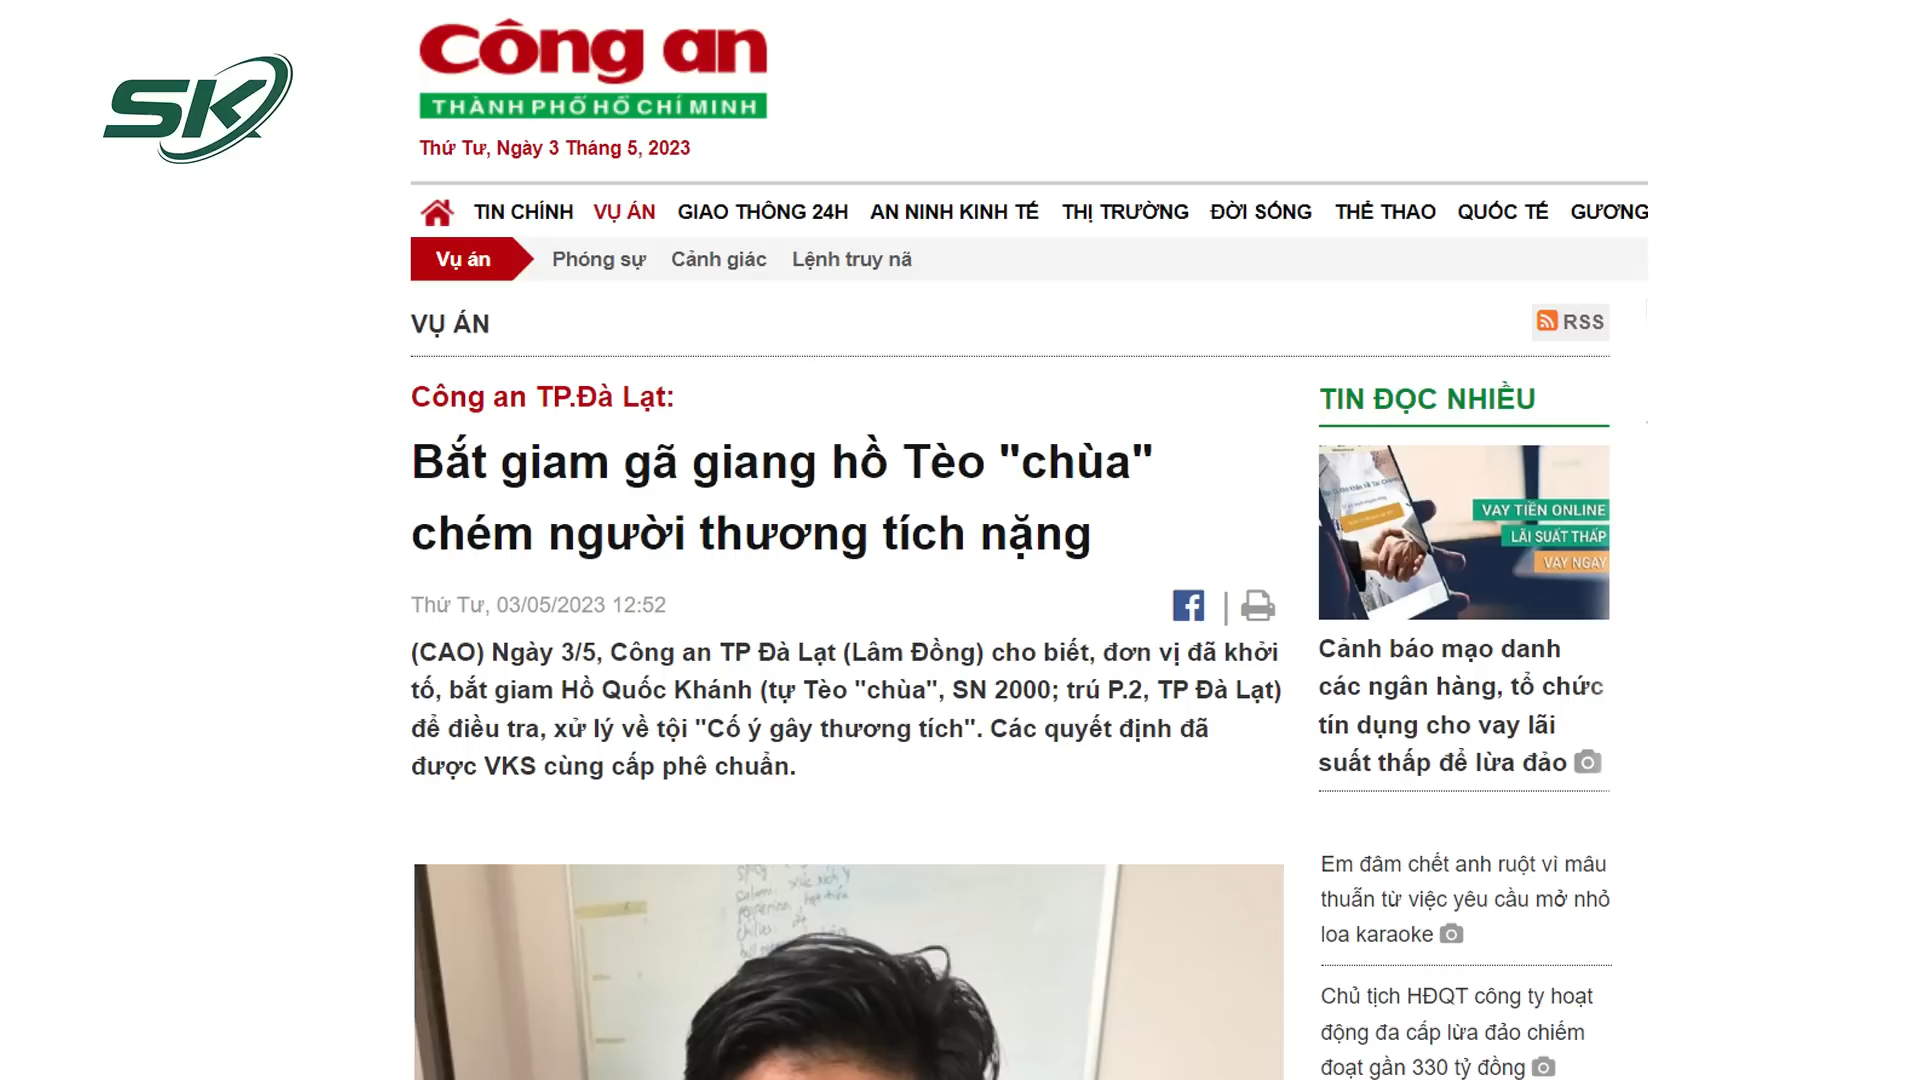 SK
Công an
THÀNH PHỐ HỒ CHÍ MINH
Thứ Tư, Ngày 3 Tháng 5, 2023
TIN CHÍNH VỤ ÁN GIAO THÔNG 24H AN NINH KINH TẾ THỊ TRƯỜNG ĐỜI SỐNG THỂ THAO QUỐC TẾ GƯƠNG
Vụ án Phóng sự Cảnh giác Lệnh truy nã
VỤ ÁN
RSS
Công an TP.Đà Lạt:
Bắt giam gã giang hồ Tèo "chùa"
chém người thương tích nặng
Thứ Tư, 03/05/2023 12:52
(CAO) Ngày 3/5, Công an TP Đà Lạt (Lâm Đồng) cho biết, đơn vị đã khởi
tố, bắt giam Hồ Quốc Khánh (tự Tèo "chùa", SN 2000; trú P.2, TP Đà Lạt)
để điều tra, xử lý về tội "Cố ý gây thương tích". Các quyết định đã
được VKS cùng cấp phê chuẩn.
TIN ĐỌC NHIỀU
VAY TIỀN ONLINE
LÃI SUẤT THẤP
VAY NGAY
Cảnh báo mạo danh
các ngân hàng, tổ chức
tín dụng cho vay lãi
suất thấp để lừa đảo
Em đâm chết anh ruột vì mâu
thuẫn từ việc yêu cầu mở nhỏ
loa karaoke
Chủ tịch HĐQT công ty hoạt
động đa cấp lừa đảo chiếm
đoạt gần 330 tỷ đồng